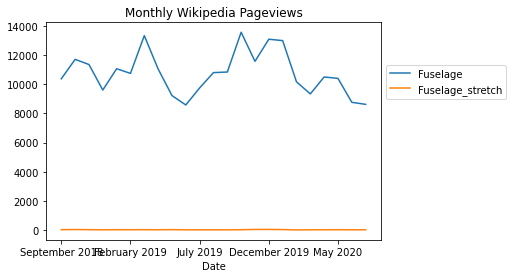 Monthly Wikipedia Pageviews
14000
12000
10000
8000
6000
4000
2000
0
Fuselage
Fuselage_stretch
September 2018 February 2019 July 2019 December 2019 May 2020
Date